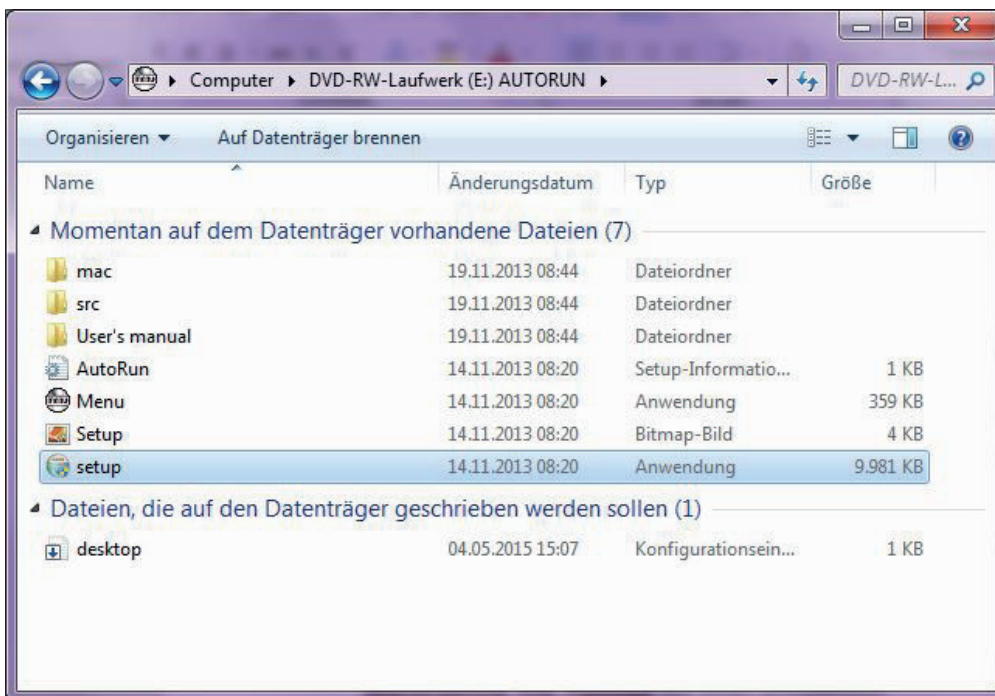 Computer DVD-RW-Laufwerk (E:) AUTORUN DVD-RW-L...
Organisieren Auf Datenträger brennen
Name Änderungsdatum Typ Größe
Momentan auf dem Datenträger vorhandene Dateien (7)
mac 19.11.2013 08:44 Dateiordner
src 19.11.2013 08:44 Dateiordner
User's manual 19.11.2013 08:44 Dateiordner
AutoRun 14.11.2013 08:20 Setup-Informatio... 1 KB
Menu 14.11.2013 08:20 Anwendung 359 KB
Setup 14.11.2013 08:20 Bitmap-Bild 4 KB
setup 14.11.2013 08:20 Anwendung 9.981 KB
Dateien, die auf den Datenträger geschrieben werden sollen (1)
desktop 04.05.2015 15:07 Konfigurationsein... 1 KB